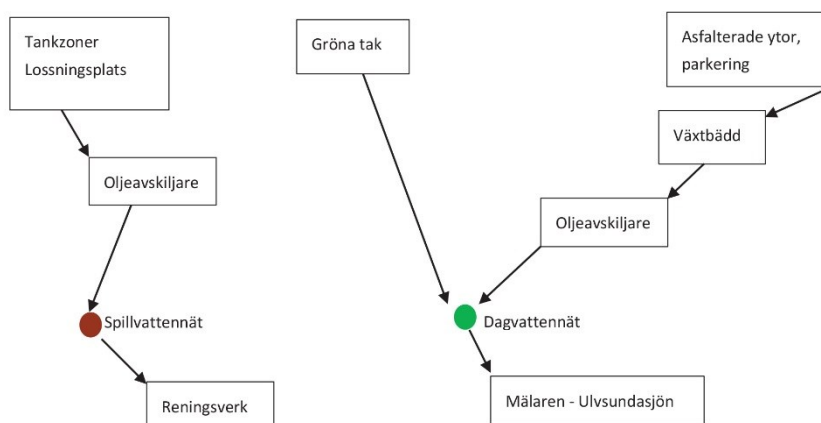 Tankzoner
Lossningsplats
Oljeavskiljare
Spillvattennät
Reningsverk
Gröna tak
Asfalterade ytor,
parkering
Växtbädd
Oljeavskiljare
Dagvattennät
Mälaren - Ulvsundasjön